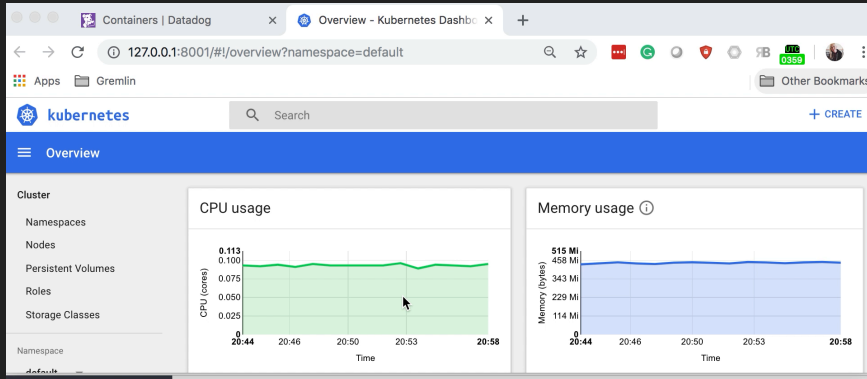 Containers | Datadog
Overview - Kubernetes Dashbo
127.0.0.1:8001/#!/overview?namespace=default
UTC
0359
Apps
Gremlin
Other Bookmarks
kubernetes
Search
+ CREATE
Overview
Cluster
Namespaces
Nodes
Persistent Volumes
Roles
Storage Classes
Namespace
default
CPU usage
CPU (cores)
0.113
0.100
0.075
0.050
0.025
0
20:44 20:46 20:50 20:53 20:58
Time
Memory usage
Memory (bytes)
515 Mi
458 Mi
343 Mi
229 Mi
114 Mi
0
20:44 20:46 20:50 20:53 20:58
Time